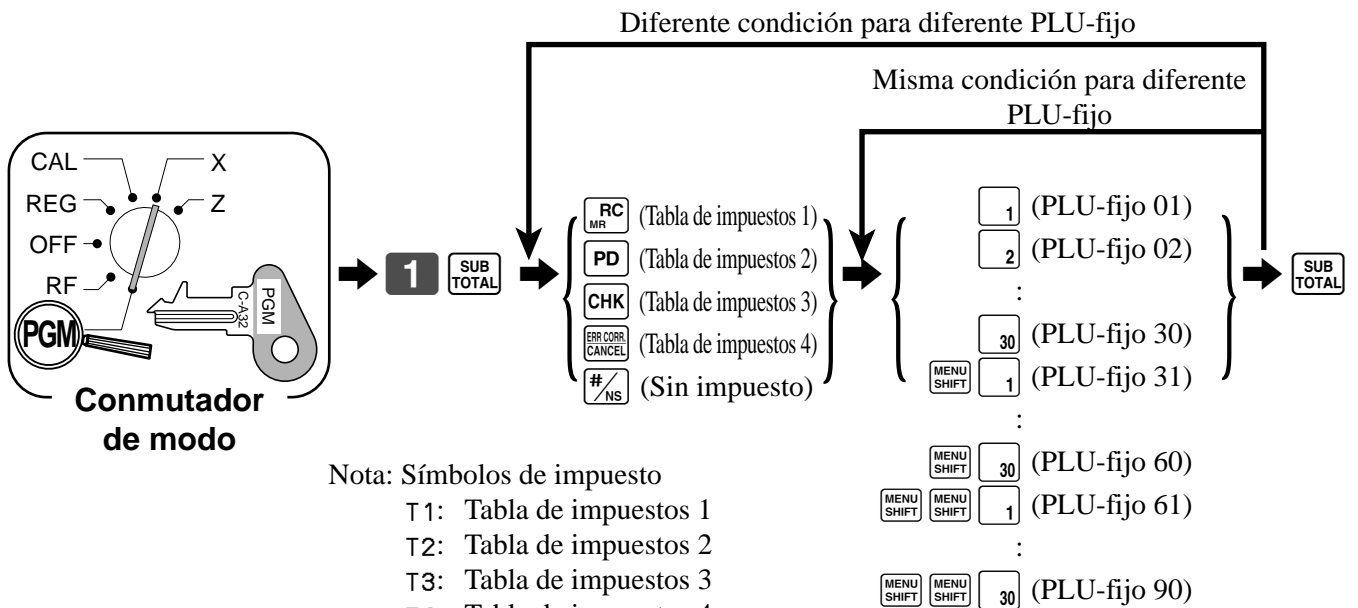 Diferente condición para diferente PLU-fijo
Misma condición para diferente
PLU-fijo
CAL
X
REG
Z
OFF
RF
PGM
PGM
C-A32
Conmutador
de modo
1 SUB TOTAL
RC MR (Tabla de impuestos 1)
PD (Tabla de impuestos 2)
CHK (Tabla de impuestos 3)
ERR CORR. CANCEL (Tabla de impuestos 4)
#/NS (Sin impuesto)
1 (PLU-fijo 01)
2 (PLU-fijo 02)
:
30 (PLU-fijo 30)
MENU SHIFT 1 (PLU-fijo 31)
:
MENU SHIFT 30 (PLU-fijo 60)
MENU SHIFT MENU SHIFT 1 (PLU-fijo 61)
:
MENU SHIFT MENU SHIFT 30 (PLU-fijo 90)
SUB TOTAL
Nota: Símbolos de impuesto
T1: Tabla de impuestos 1
T2: Tabla de impuestos 2
T3: Tabla de impuestos 3
Tabla de impuestos 4